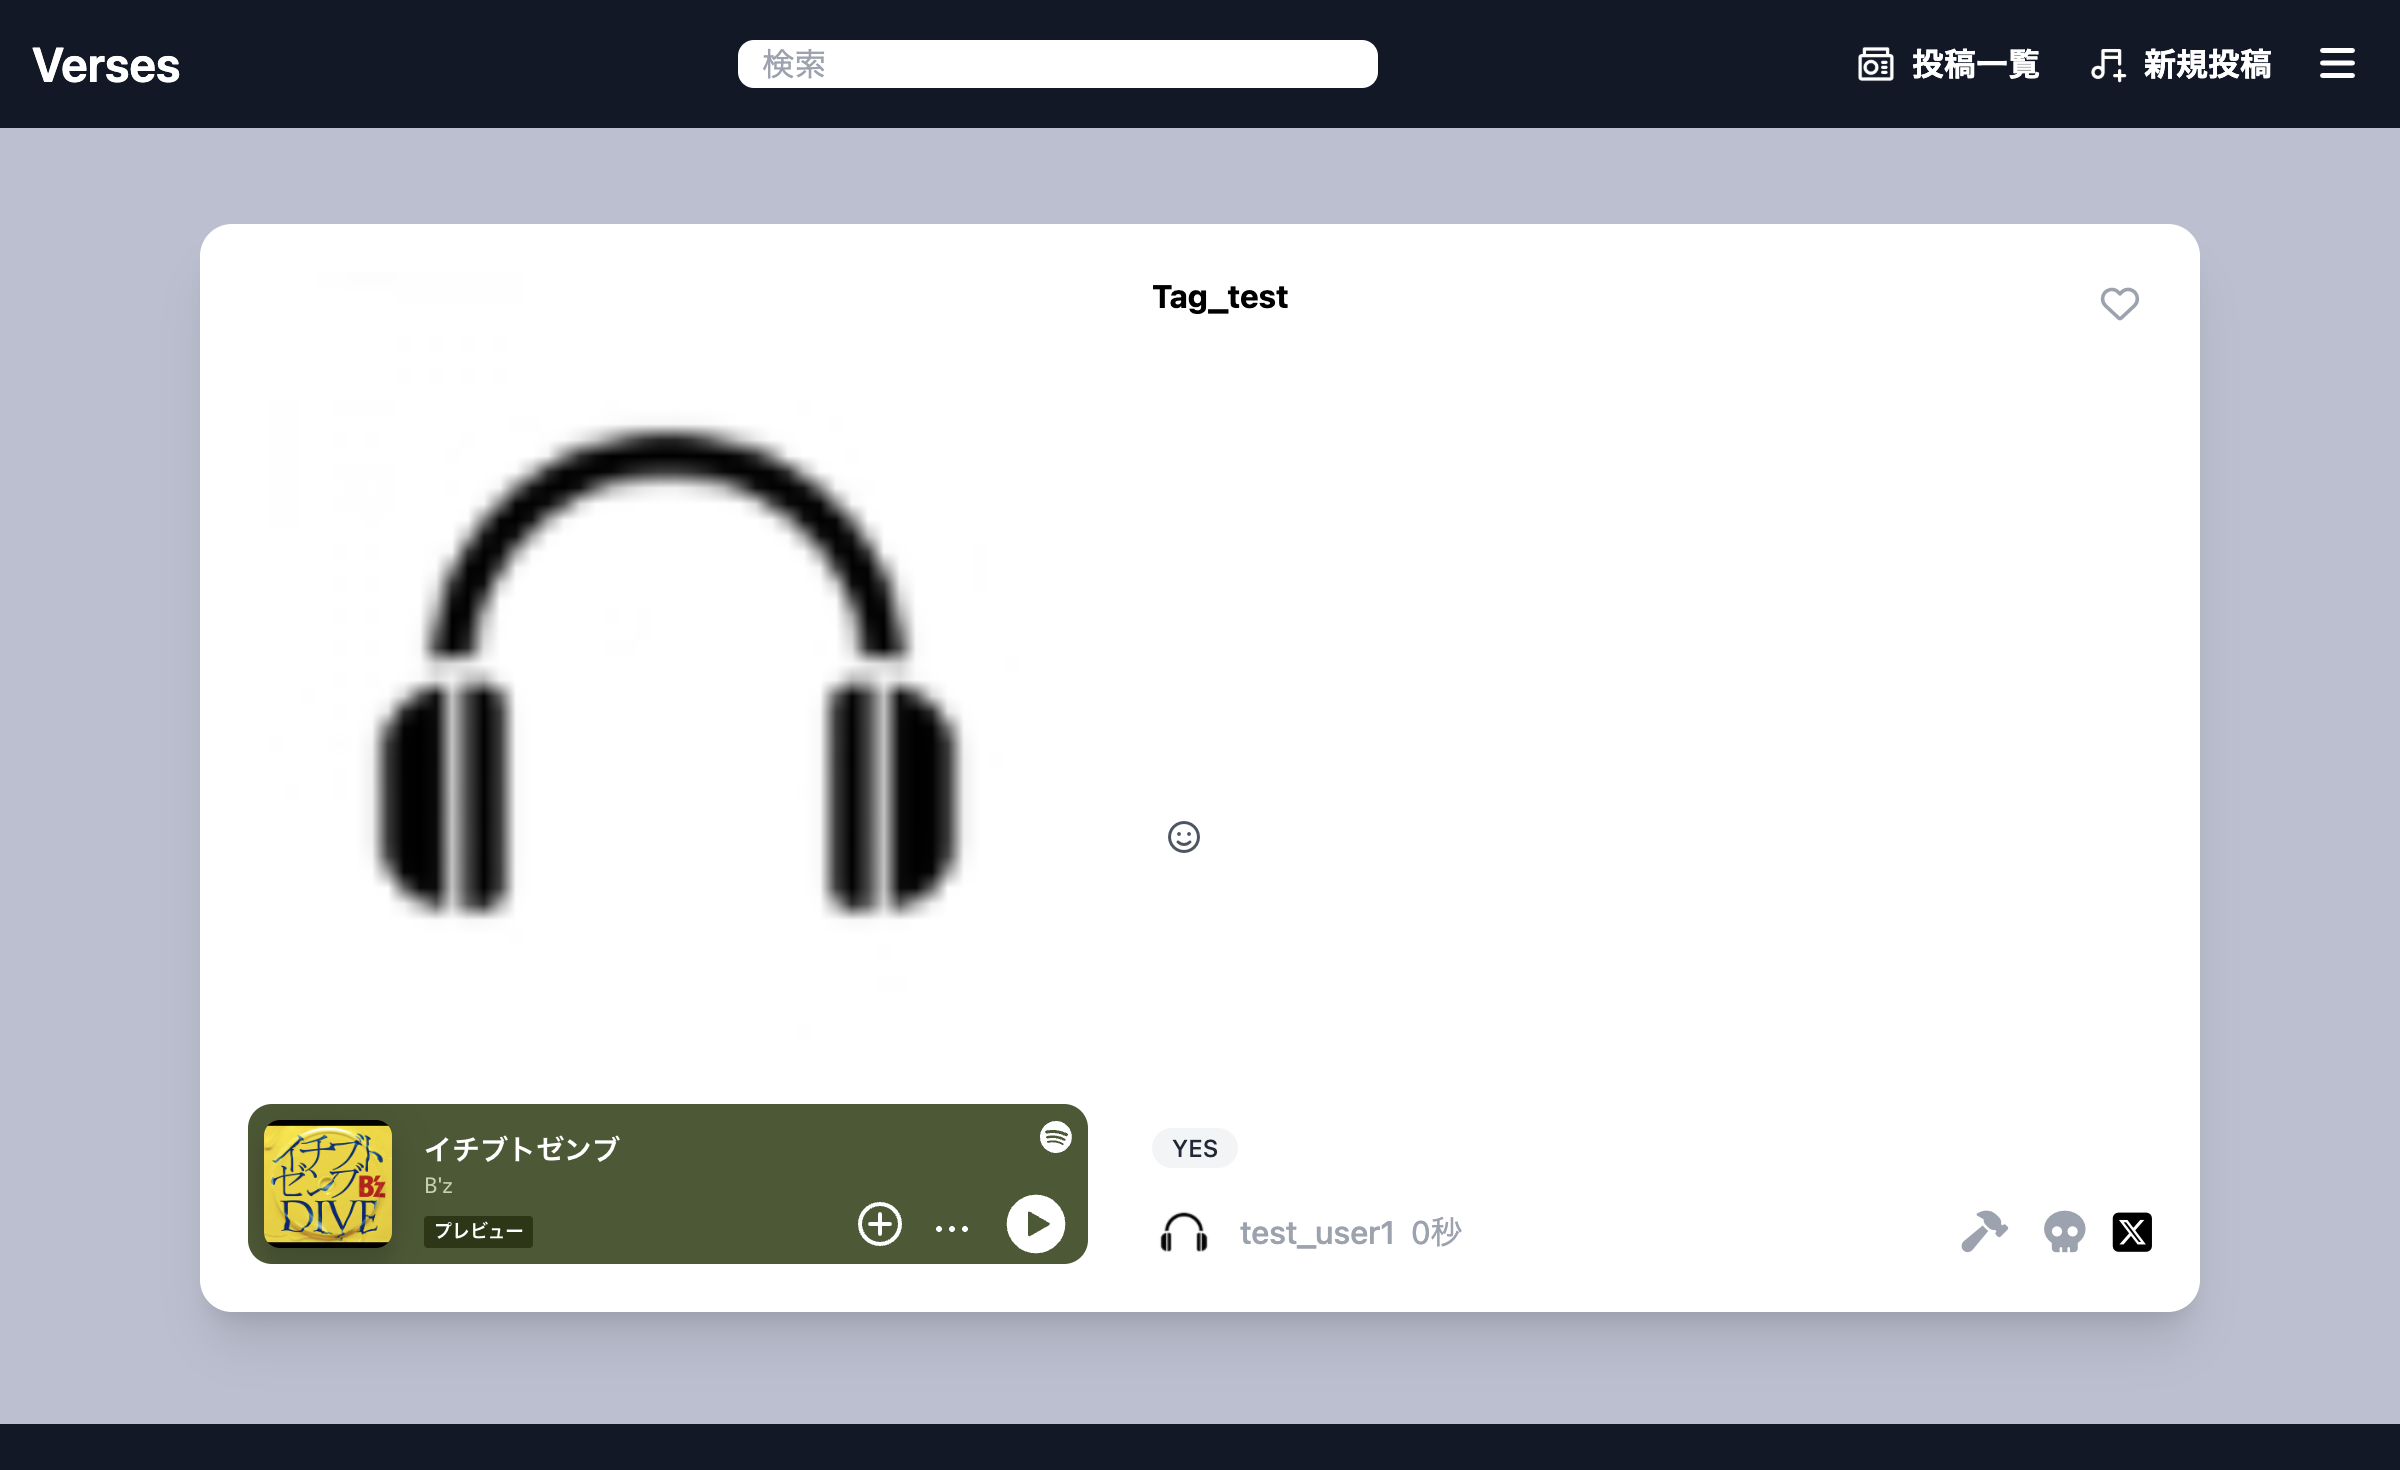 Verses
検索
投稿一覧
新規投稿
Tag_test
イチブトゼンブ
B'z
プレビュー
イチブト
ゼンブ
B'z
DIVE
YES
test_user1 0秒